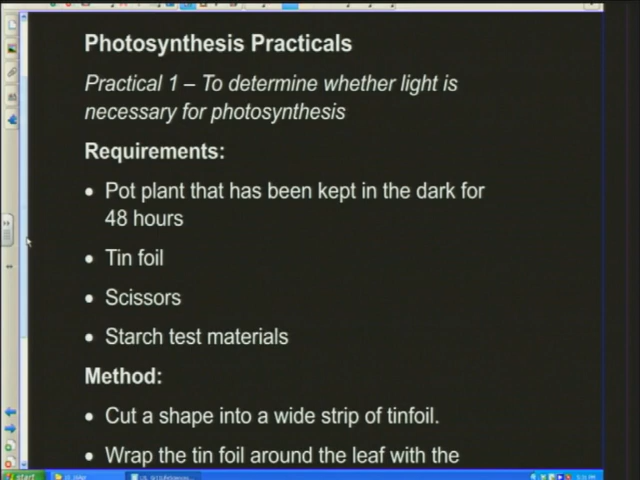 Photosynthesis Practicals
Practical 1 – To determine whether light is
necessary for photosynthesis
Requirements:
• Pot plant that has been kept in the dark for
48 hours
• Tin foil
• Scissors
• Starch test materials
Method:
• Cut a shape into a wide strip of tinfoil.
• Wrap the tin foil around the leaf with the
start